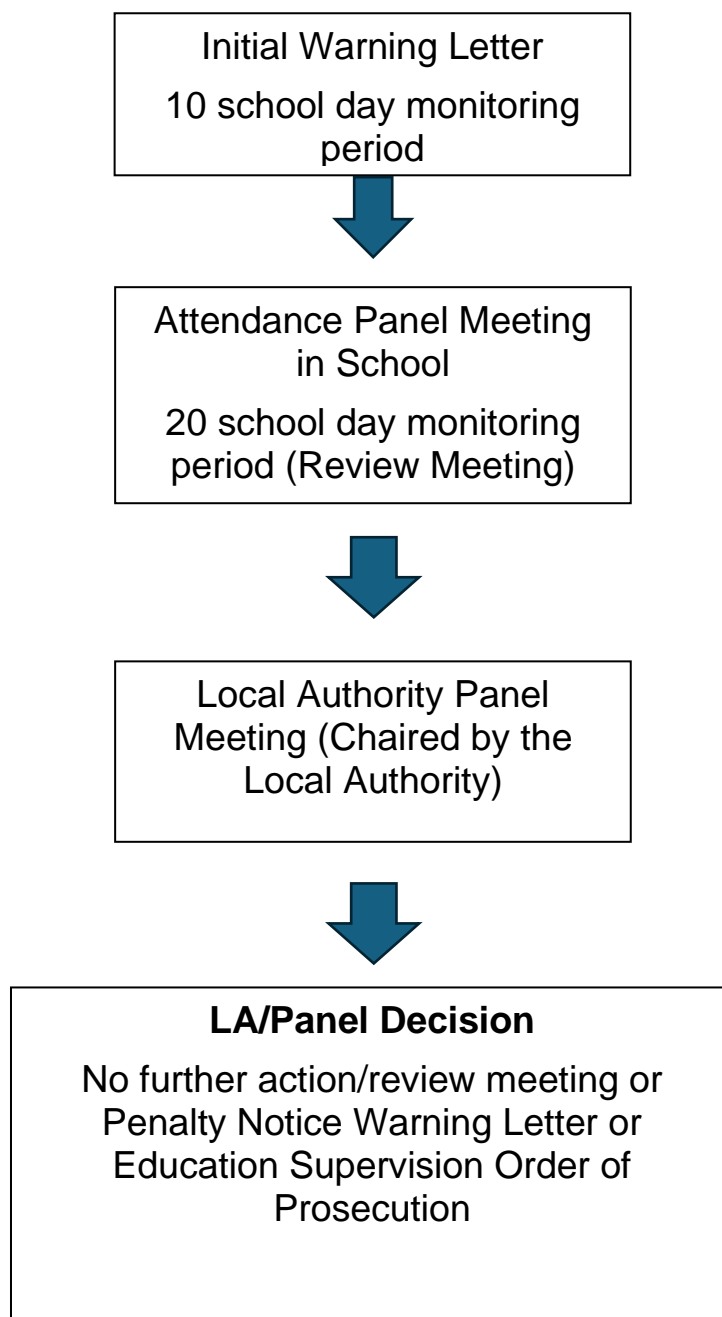 Initial Warning Letter
10 school day monitoring
period
Attendance Panel Meeting
in School
20 school day monitoring
period (Review Meeting)
Local Authority Panel
Meeting (Chaired by the
Local Authority)
LA/Panel Decision
No further action/review meeting or
Penalty Notice Warning Letter or
Education Supervision Order of
Prosecution